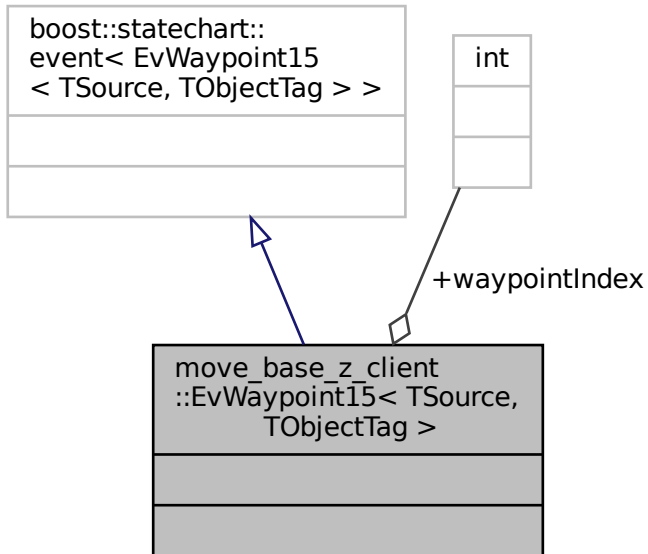 boost::statechart::
event< EvWaypoint15
< TSource, TObjectTag > >
int
+waypointIndex
move_base_z_client
::EvWaypoint15< TSource,
TObjectTag >